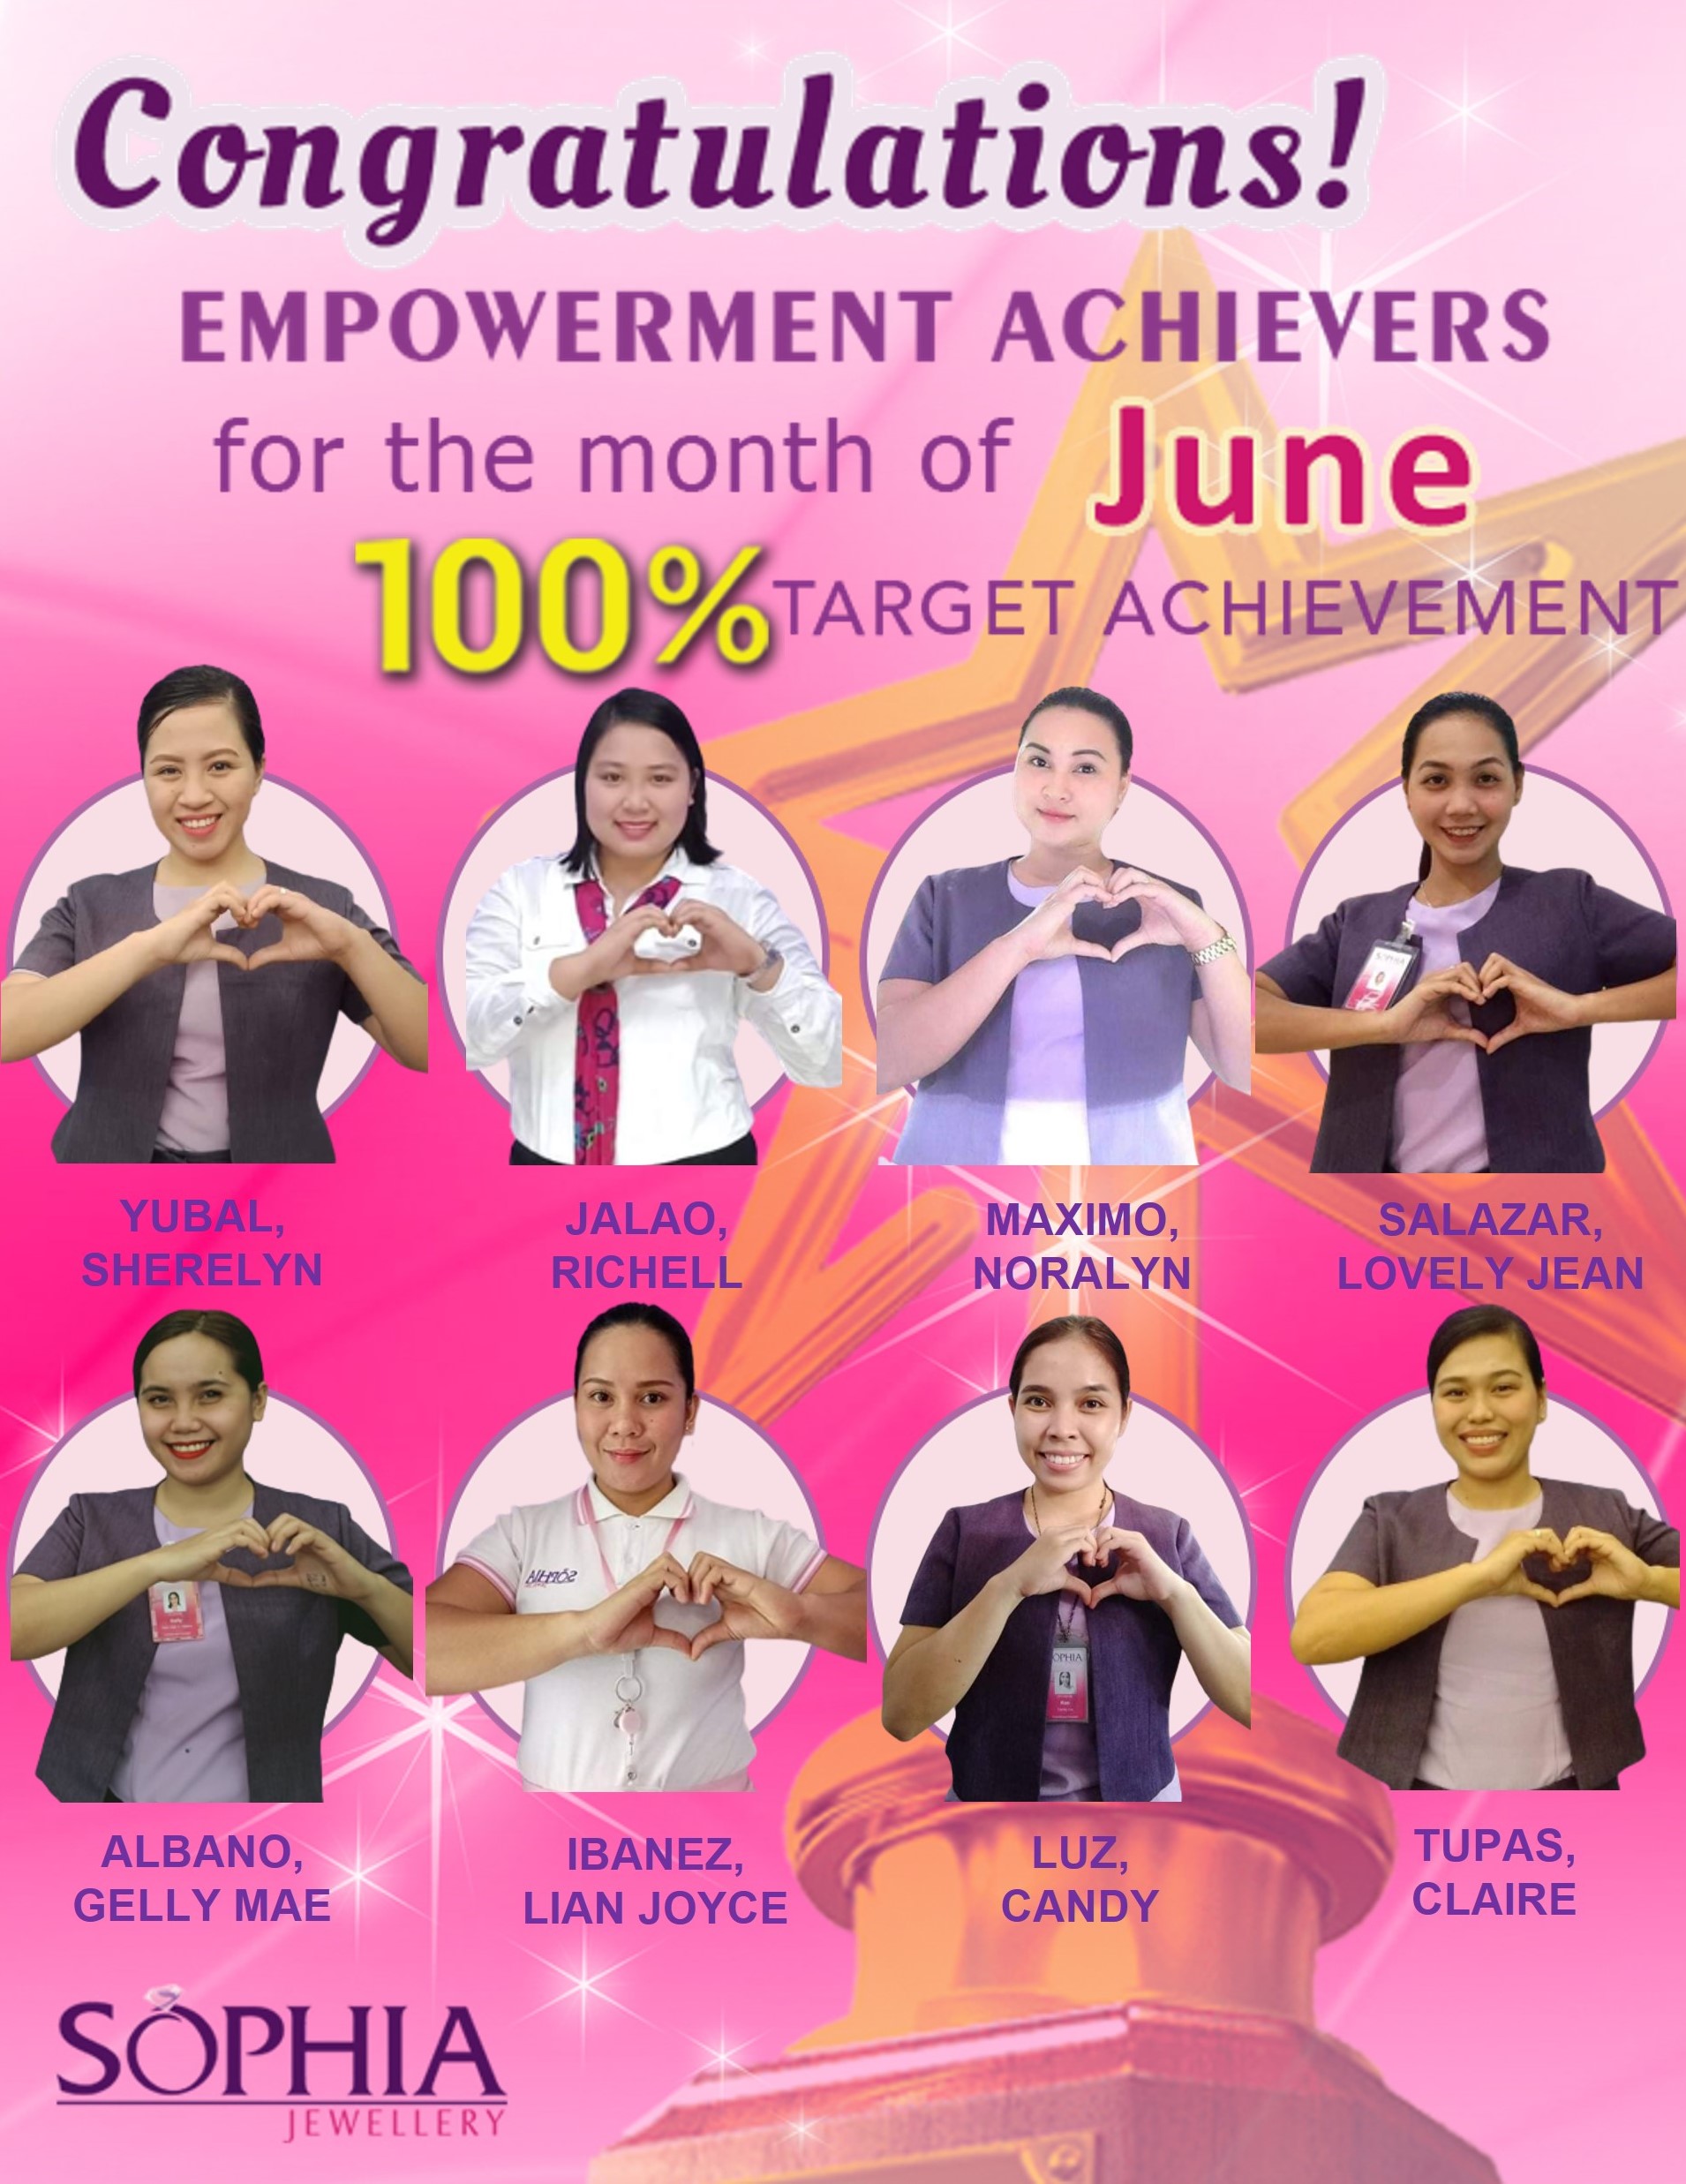 Congratulations!
EMPOWERMENT ACHIEVERS
for the month of June
100% TARGET ACHIEVEMENT
YUBAL,
SHERELYN
JALAO,
RICHELL
MAXIMO,
NORALYN
SALAZAR,
LOVELY JEAN
ALBANO,
GELLY MAE
IBANEZ,
LIAN JOYCE
LUZ,
CANDY
TUPAS,
CLAIRE
SOPHIA
JEWELLERY